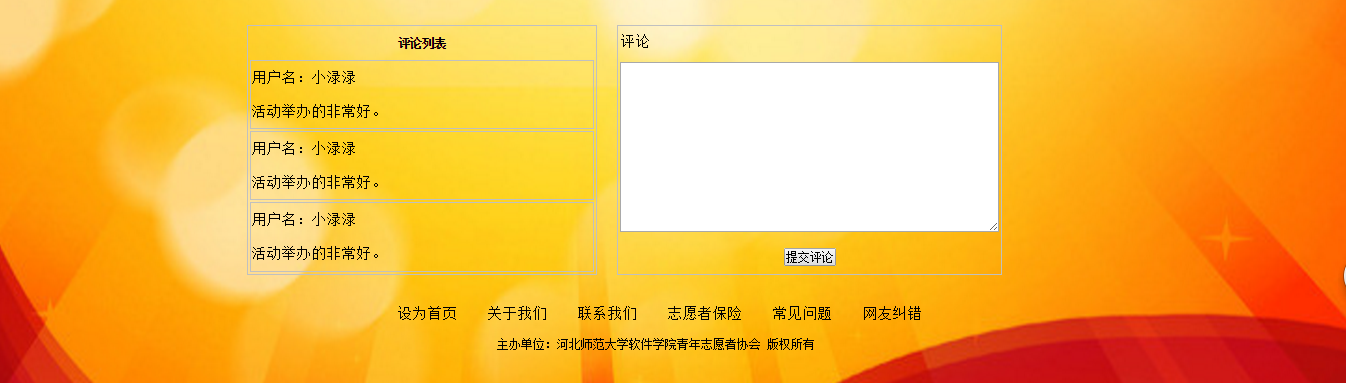 评论列表
用户名：小渌渌
活动举办的非常好。
用户名：小渌渌
活动举办的非常好。
用户名：小渌渌
活动举办的非常好。
评论
提交评论
设为首页 关于我们 联系我们 志愿者保险 常见问题 网友纠错
主办单位：河北师范大学软件学院青年志愿者协会 版权所有